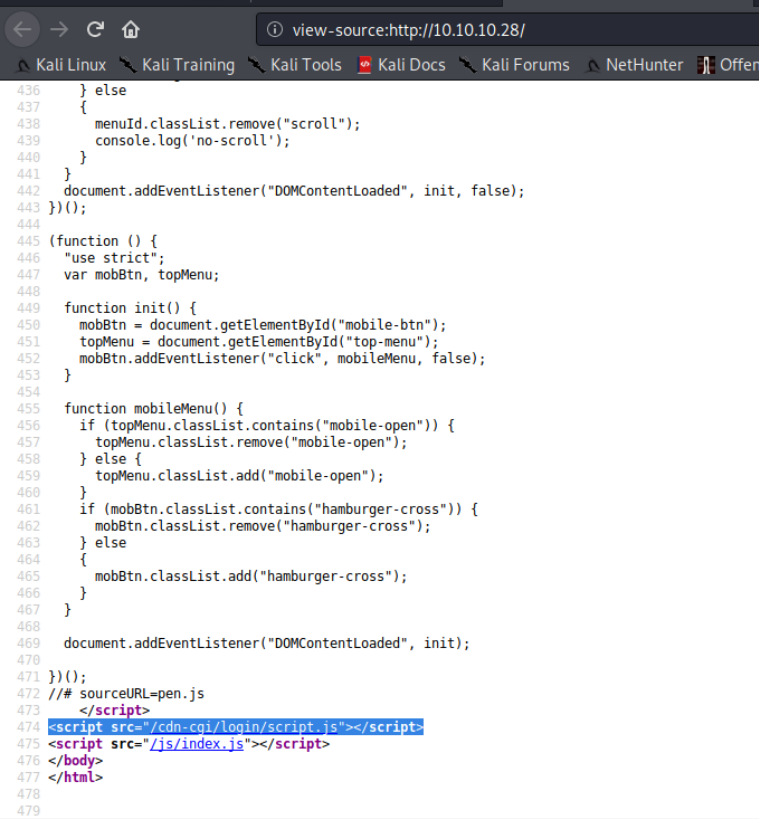 view-source:http://10.10.10.28/
Kali Linux Kali Training Kali Tools Kali Docs Kali Forums NetHunter Offen
436     } else
437     {
438       menuId.classList.remove("scroll");
439       console.log('no-scroll');
440     }
441   }
442   document.addEventListener("DOMContentLoaded", init, false);
443 })();
444
445 (function () {
446   "use strict";
447   var mobBtn, topMenu;
448
449   function init() {
450     mobBtn = document.getElementById("mobile-btn");
451     topMenu = document.getElementById("top-menu");
452     mobBtn.addEventListener("click", mobileMenu, false);
453   }
454
455   function mobileMenu() {
456     if (topMenu.classList.contains("mobile-open")) {
457       topMenu.classList.remove("mobile-open");
458     } else {
459       topMenu.classList.add("mobile-open");
460     }
461     if (mobBtn.classList.contains("hamburger-cross")) {
462       mobBtn.classList.remove("hamburger-cross");
463     } else
464     {
465       mobBtn.classList.add("hamburger-cross");
466     }
467   }
468
469   document.addEventListener("DOMContentLoaded", init);
470
471 })();
472 //# sourceURL=pen.js
473     </script>
474 <script src="/cdn-cgi/login/script.js"></script>
475 <script src="/js/index.js"></script>
476 </body>
477 </html>
478
479